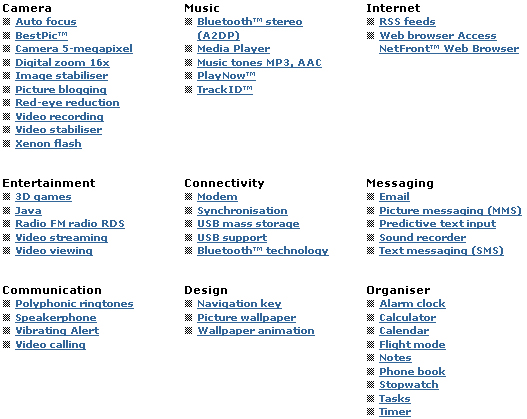 Camera
Auto focus
BestPic™
Camera 5-megapixel
Digital zoom 16x
Image stabiliser
Picture blogging
Red-eye reduction
Video recording
Video stabiliser
Xenon flash
Music
Bluetooth™ stereo
(A2DP)
Media Player
Music tones MP3, AAC
PlayNow™
TrackID™
Internet
RSS feeds
Web browser Access
NetFront™ Web Browser
Entertainment
3D games
Java
Radio FM radio RDS
Video streaming
Video viewing
Connectivity
Modem
Synchronisation
USB mass storage
USB support
Bluetooth™ technology
Messaging
Email
Picture messaging (MMS)
Predictive text input
Sound recorder
Text messaging (SMS)
Communication
Polyphonic ringtones
Speakerphone
Vibrating Alert
Video calling
Design
Navigation key
Picture wallpaper
Wallpaper animation
Organiser
Alarm clock
Calculator
Calendar
Flight mode
Notes
Phone book
Stopwatch
Tasks
Timer